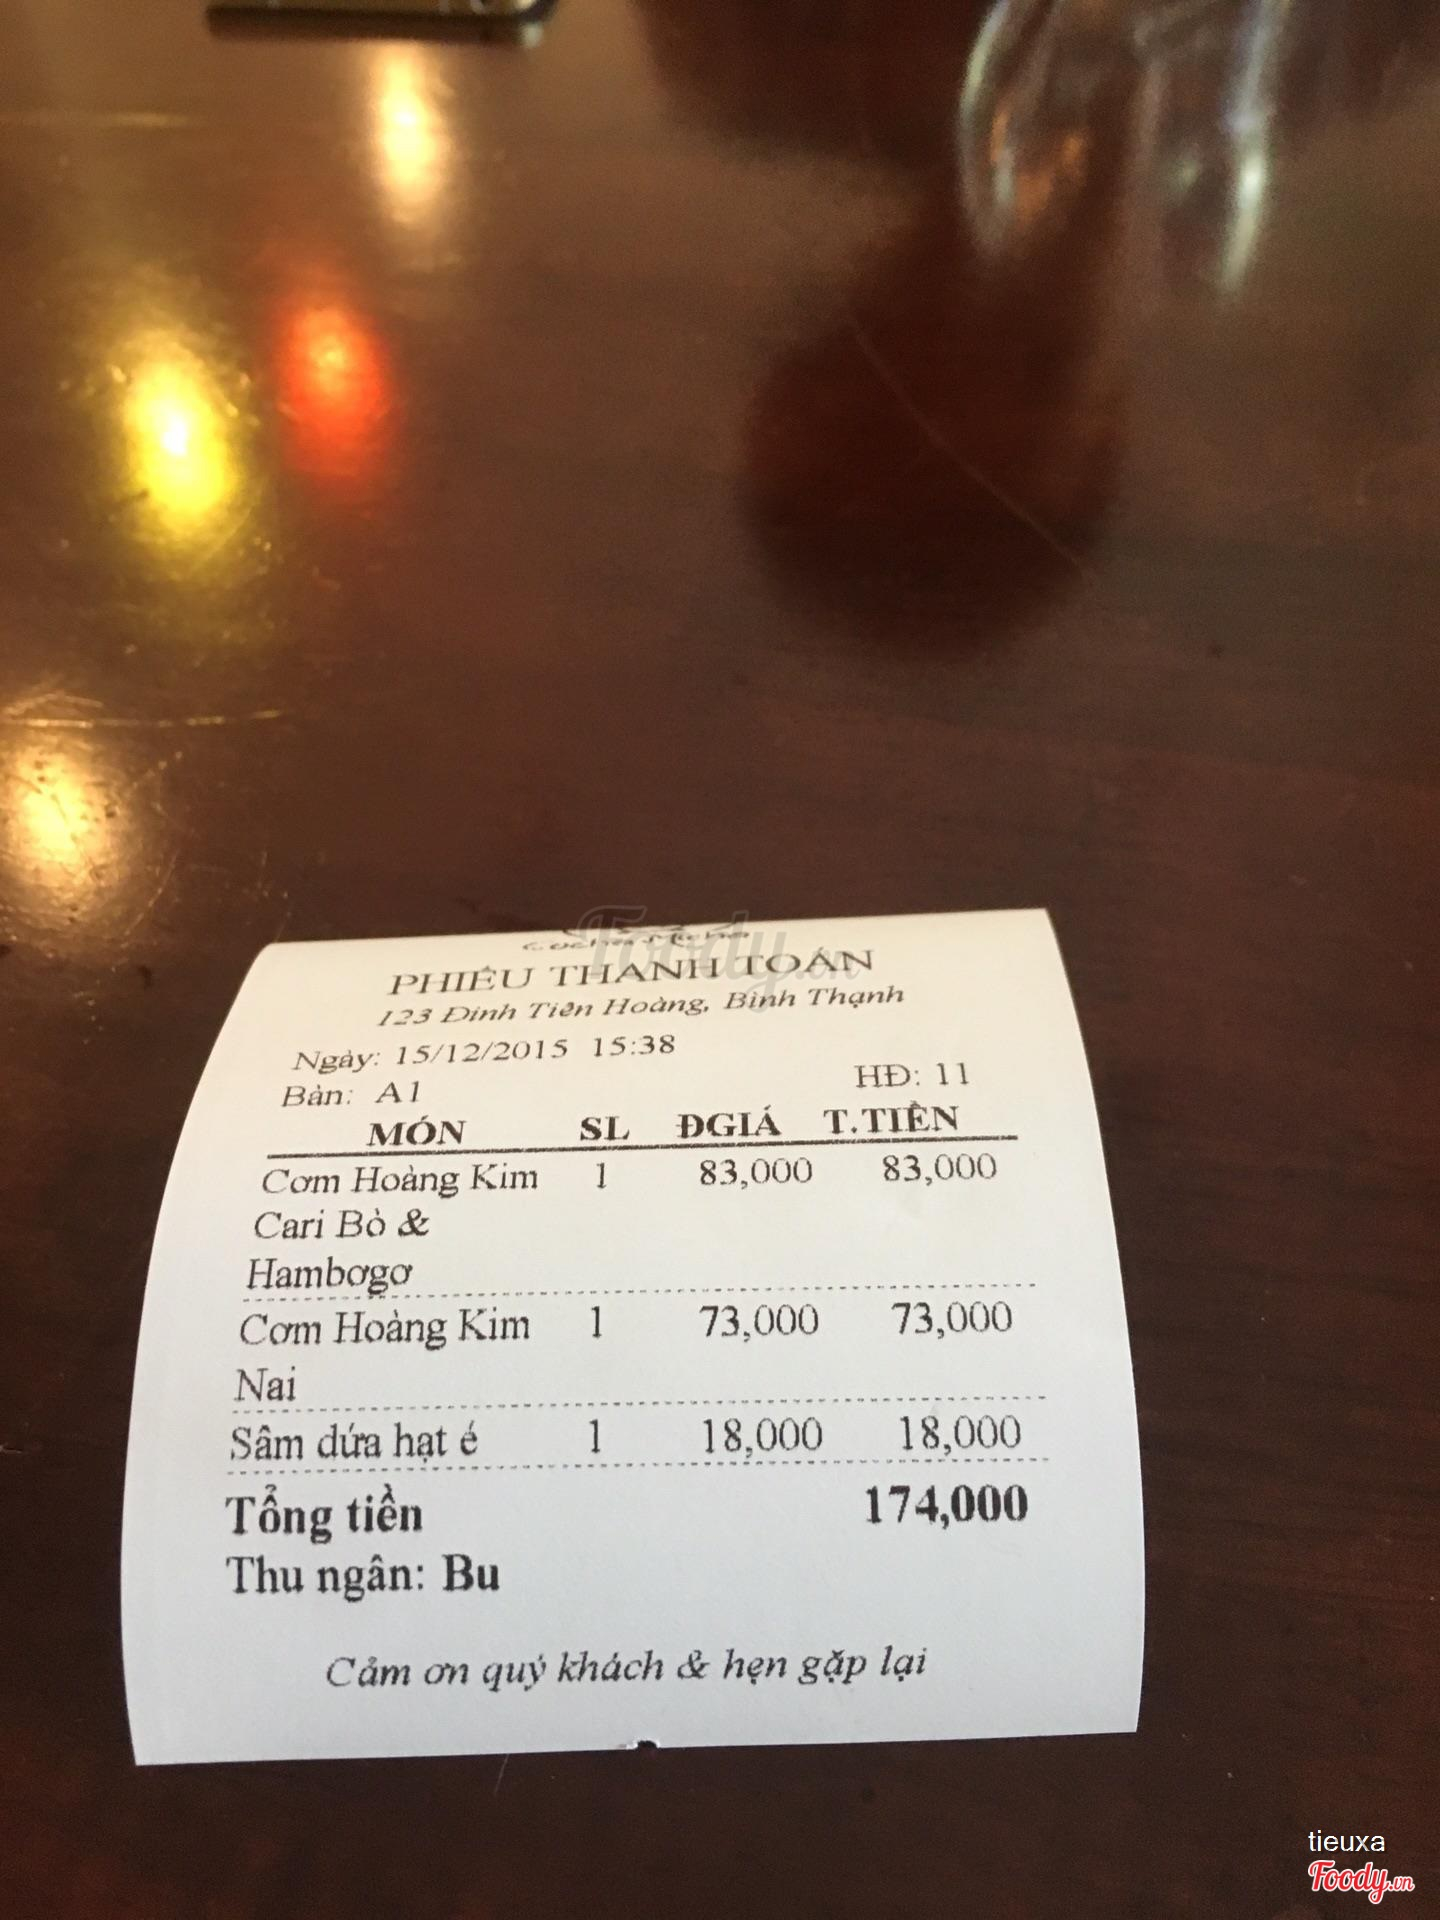 PHIẾU THANH TOÁN
123 Đinh Tiên Hoàng, Bình Thạnh
Ngày: 15/12/2015 15:38
Bàn: A1 HĐ: 11
MÓN SL ĐGIÁ T.TIỀN
Cơm Hoàng Kim 1 83,000 83,000
Cari Bò &
Hambơgơ
Cơm Hoàng Kim 1 73,000 73,000
Nai
Sâm dứa hạt é 1 18,000 18,000
Tổng tiền 174,000
Thu ngân: Bu
Cảm ơn quý khách & hẹn gặp lại
Foody.vn
tieuxa
Foody.vn